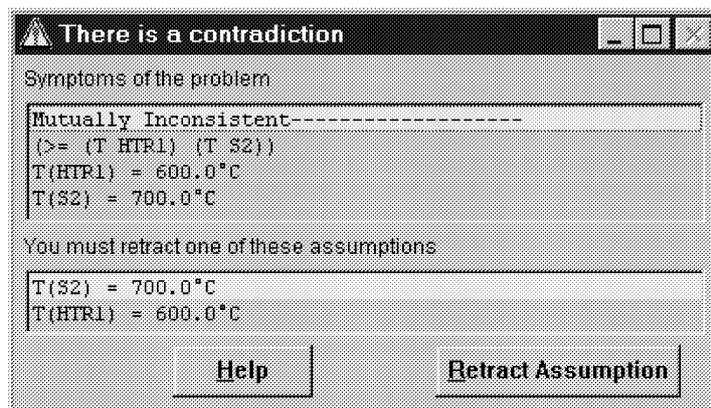 There is a contradiction
Symptoms of the problem
Mutually Inconsistent-------------------
(>= (T HTR1) (T S2))
T(HTR1) = 600.0°C
T(S2) = 700.0°C
You must retract one of these assumptions
T(S2) = 700.0°C
T(HTR1) = 600.0°C
Help
Retract Assumption